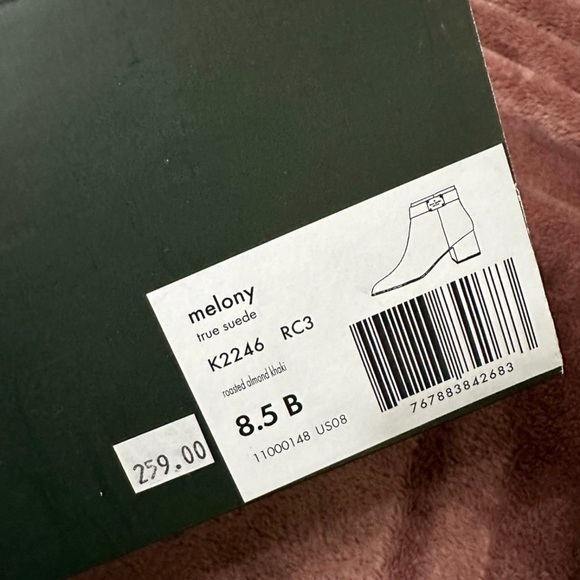 melony
true suede
K2246 RC3
roasted almond khaki
8.5 B
11000148 US08
767883842683
259.00